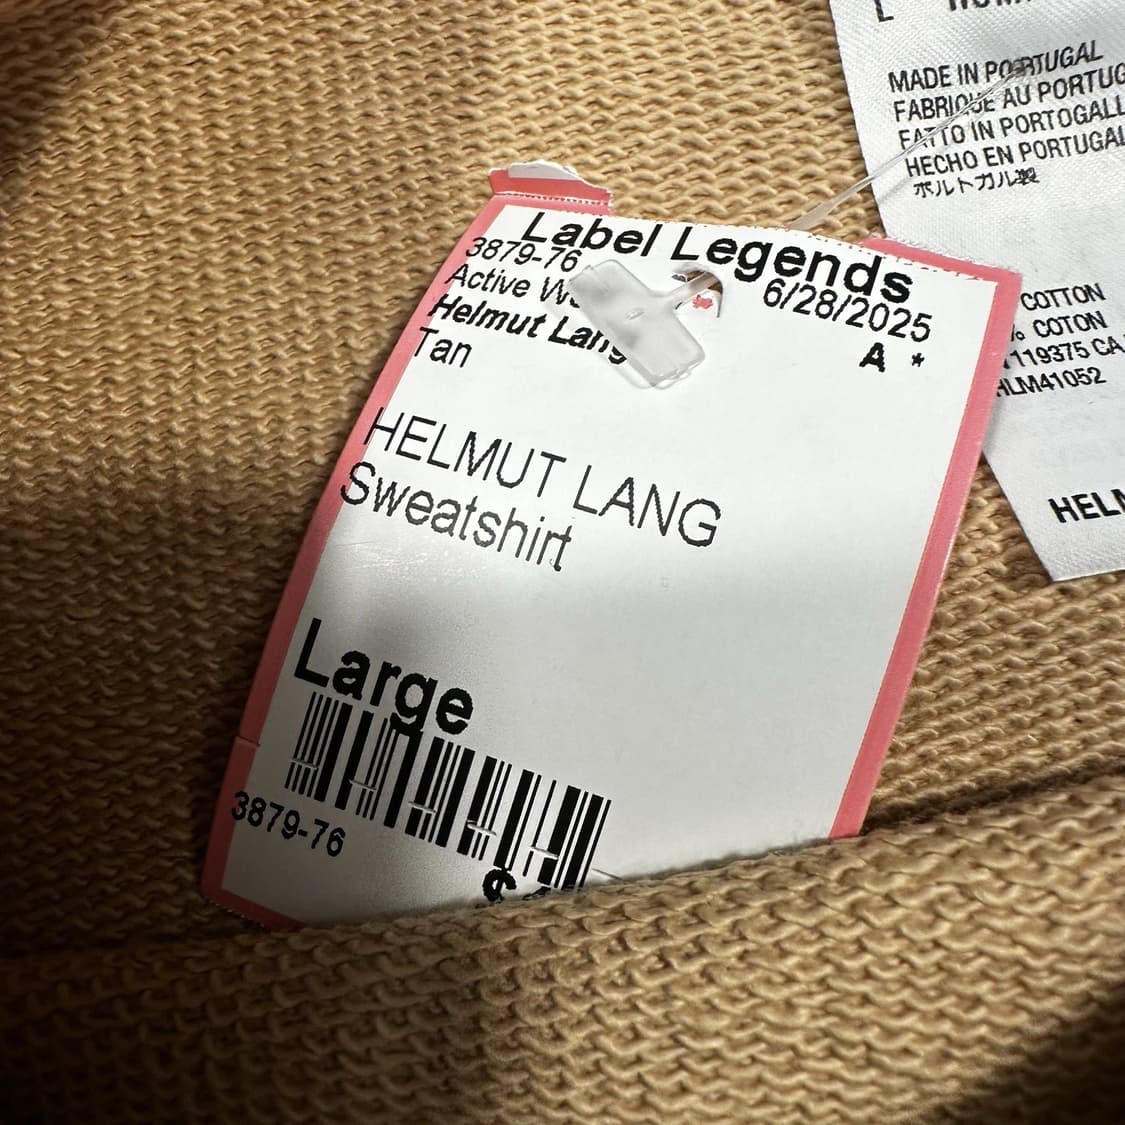 Label Legends
3879-76
6/28/2025
Active
Helmut Lang
A *
Tan
HELMUT LANG
Sweatshirt
Large
3879-76
$
L
MADE IN PORTUGAL
FABRIQUE AU PORTUG
FATTO IN PORTOGALL
HECHO EN PORTUGAL
ポルトガル製
COTTON
% COTON
119375 CA
HLM41052
HELM